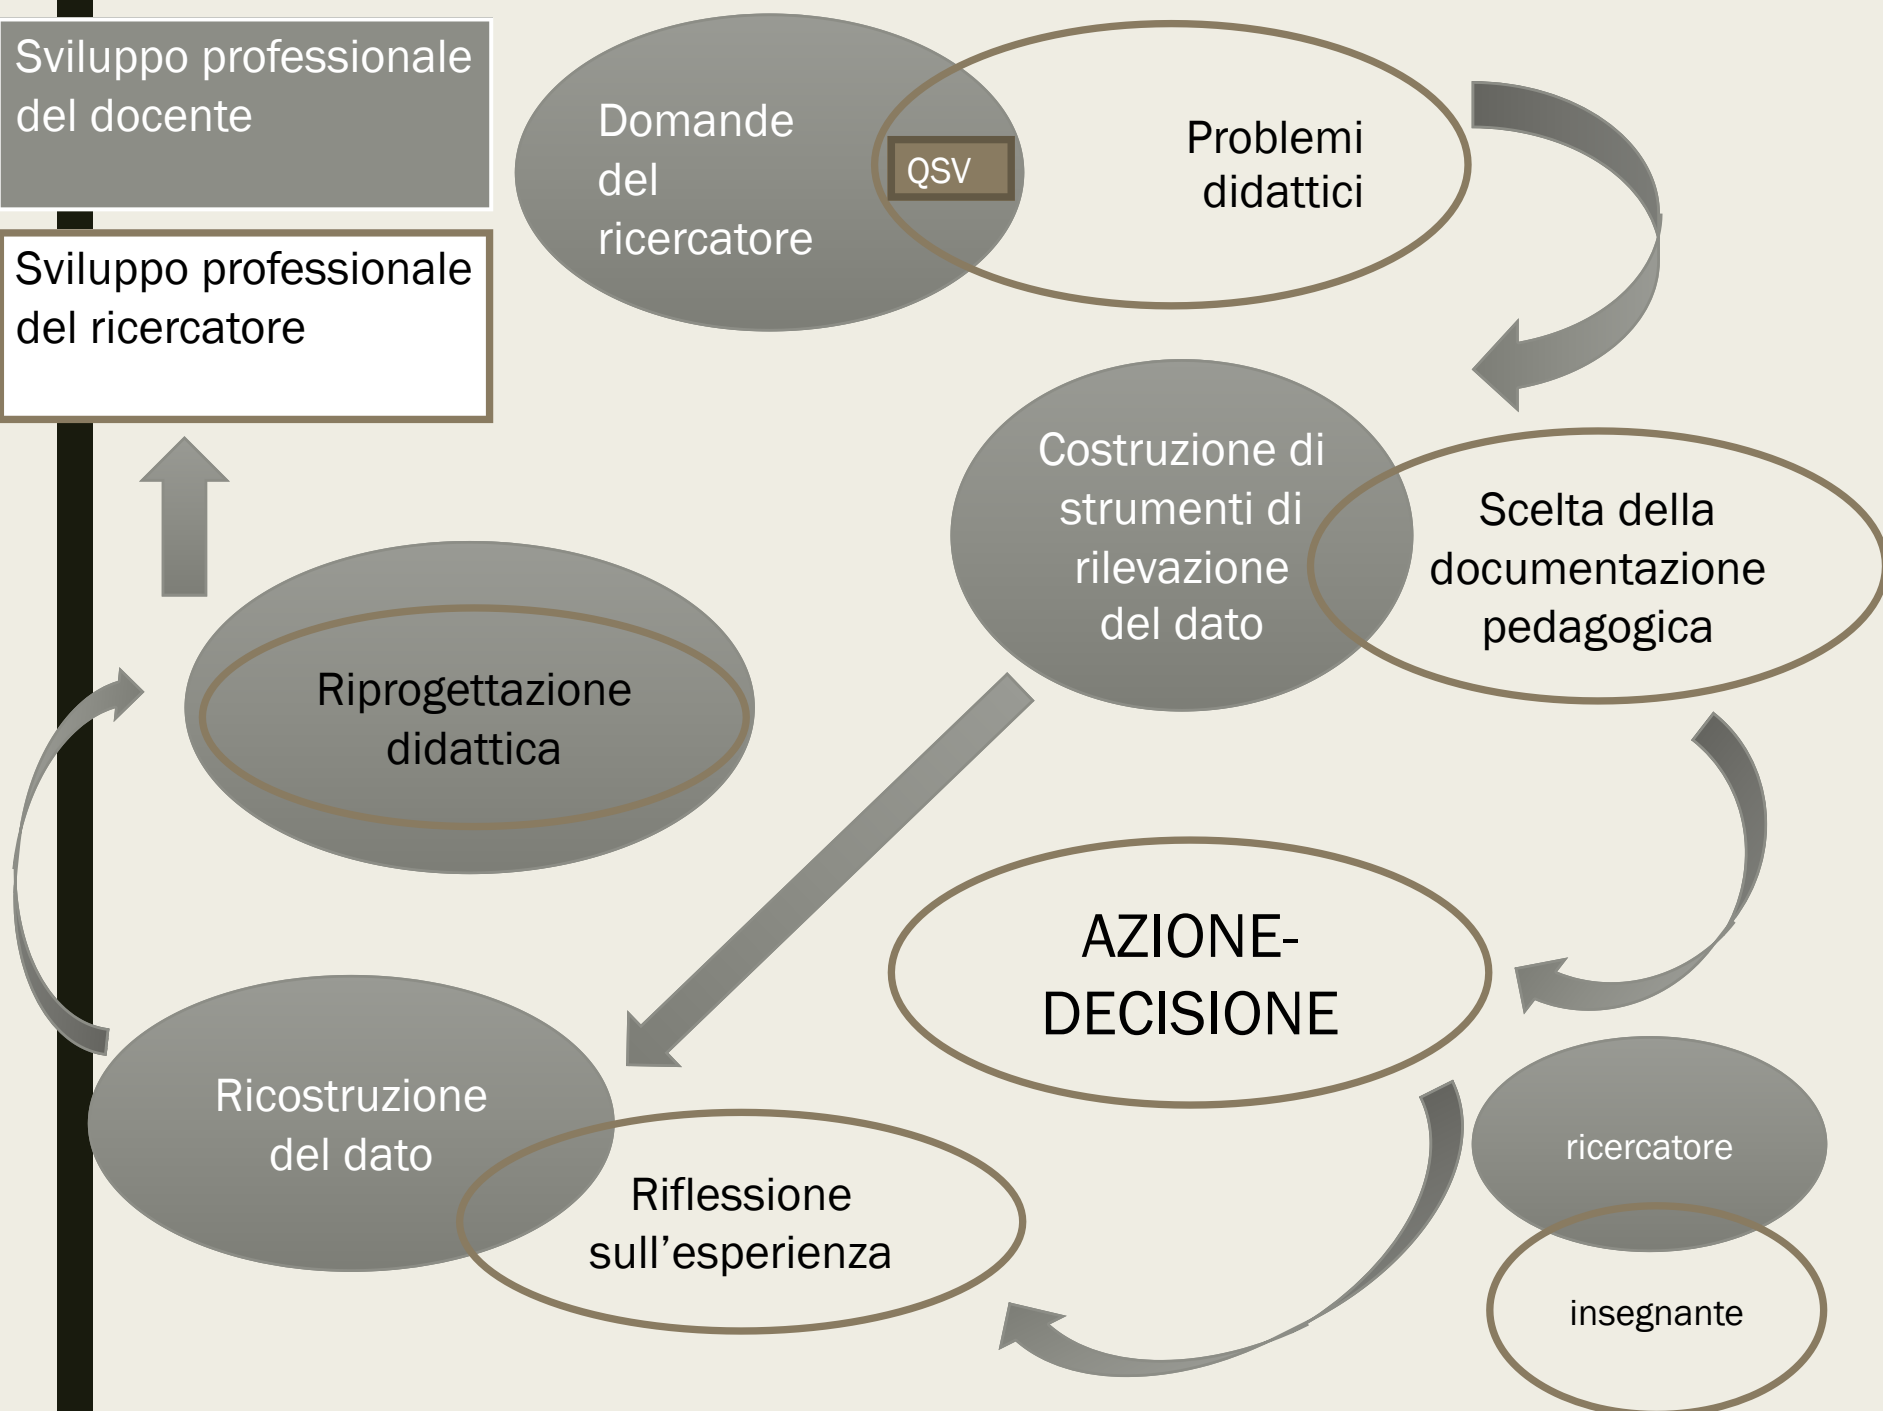 Sviluppo professionale
del docente
Sviluppo professionale
del ricercatore
Domande
del
ricercatore
QSV
Problemi
didattici
Costruzione di
strumenti di
rilevazione
del dato
Scelta della
documentazione
pedagogica
Riprogettazione
didattica
AZIONE-
DECISIONE
Ricostruzione
del dato
Riflessione
sull’esperienza
ricercatore
insegnante